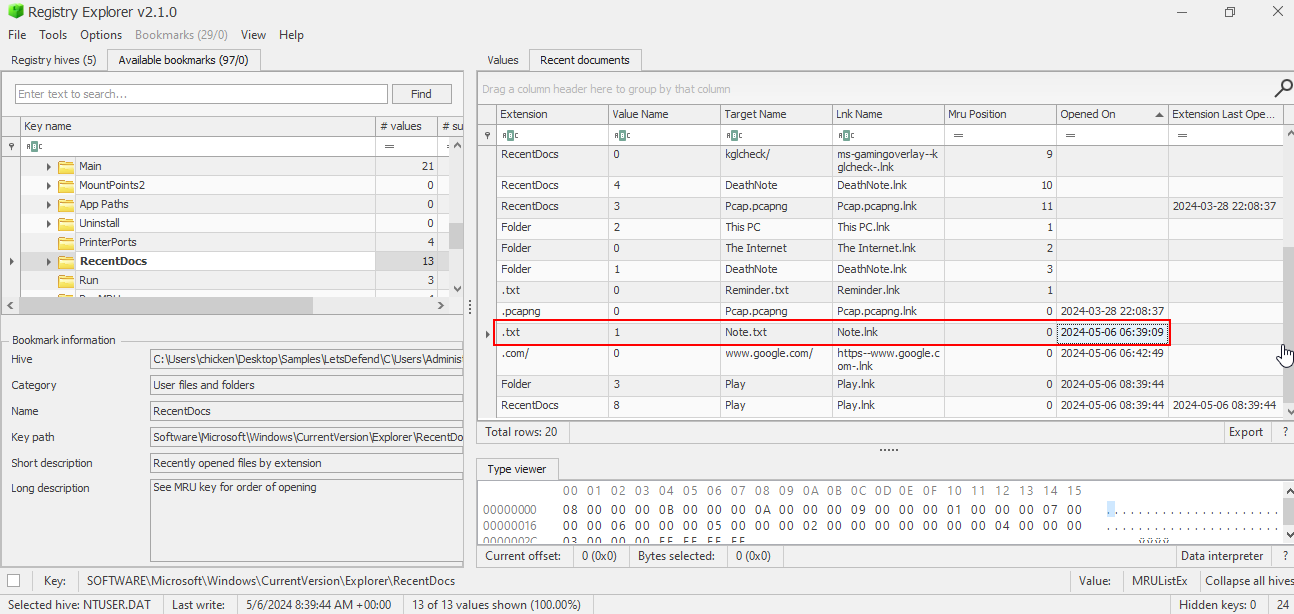 Registry Explorer v2.1.0
File Tools Options Bookmarks (29/0) View Help
Registry hives (5) Available bookmarks (97/0)
Enter text to search... Find
Key name # values # su
ABC =
Main 21
MountPoints2 0
App Paths 0
Uninstall 0
PrinterPorts 4
RecentDocs 13
Run 3
Bookmark information
Hive C:\Users\chicken\Desktop\Samples\LetsDefend\C\Users\Administ
Category User files and folders
Name RecentDocs
Key path Software\Microsoft\Windows\CurrentVersion\Explorer\RecentDo
Short description Recently opened files by extension
Long description See MRU key for order of opening
Values Recent documents
Drag a column header here to group by that column
Extension Value Name Target Name Lnk Name Mru Position Opened On Extension Last Ope...
ABC ABC ABC ABC = = =
RecentDocs 0 kglcheck/ ms-gamingoverlay--k 9
glcheck-.lnk
RecentDocs 4 DeathNote DeathNote.lnk 10
RecentDocs 3 Pcap.pcapng Pcap.pcapng.lnk 11 2024-03-28 22:08:37
Folder 2 This PC This PC.lnk 1
Folder 0 The Internet The Internet.lnk 2
Folder 1 DeathNote DeathNote.lnk 3
.txt 0 Reminder.txt Reminder.lnk 1
.pcapng 0 Pcap.pcapng Pcap.pcapng.lnk 0 2024-03-28 22:08:37
.txt 1 Note.txt Note.lnk 0 2024-05-06 06:39:09
.com/ 0 www.google.com/ https--www.google.c 0 2024-05-06 06:42:49
om-.lnk
Folder 3 Play Play.lnk 0 2024-05-06 08:39:44
RecentDocs 8 Play Play.lnk 0 2024-05-06 08:39:44 2024-05-06 08:39:44
Total rows: 20 Export ?
Type viewer
00 01 02 03 04 05 06 07 08 09 0A 0B 0C 0D 0E 0F 10 11 12 13 14 15
00000000 08 00 00 00 0B 00 00 00 0A 00 00 00 09 00 00 00 01 00 00 00 07 00 ......................
00000016 00 00 06 00 00 00 05 00 00 00 02 00 00 00 00 00 00 00 04 00 00 00 ......................
0000002C 03 00 00 00 FF FF FF FF ....ÿÿÿÿ
Current offset: 0 (0x0) Bytes selected: 0 (0x0) Data interpreter ?
Key: SOFTWARE\Microsoft\Windows\CurrentVersion\Explorer\RecentDocs Value: MRUListEx Collapse all hives
Selected hive: NTUSER.DAT Last write: 5/6/2024 8:39:44 AM +00:00 13 of 13 values shown (100.00%) Hidden keys: 0 24